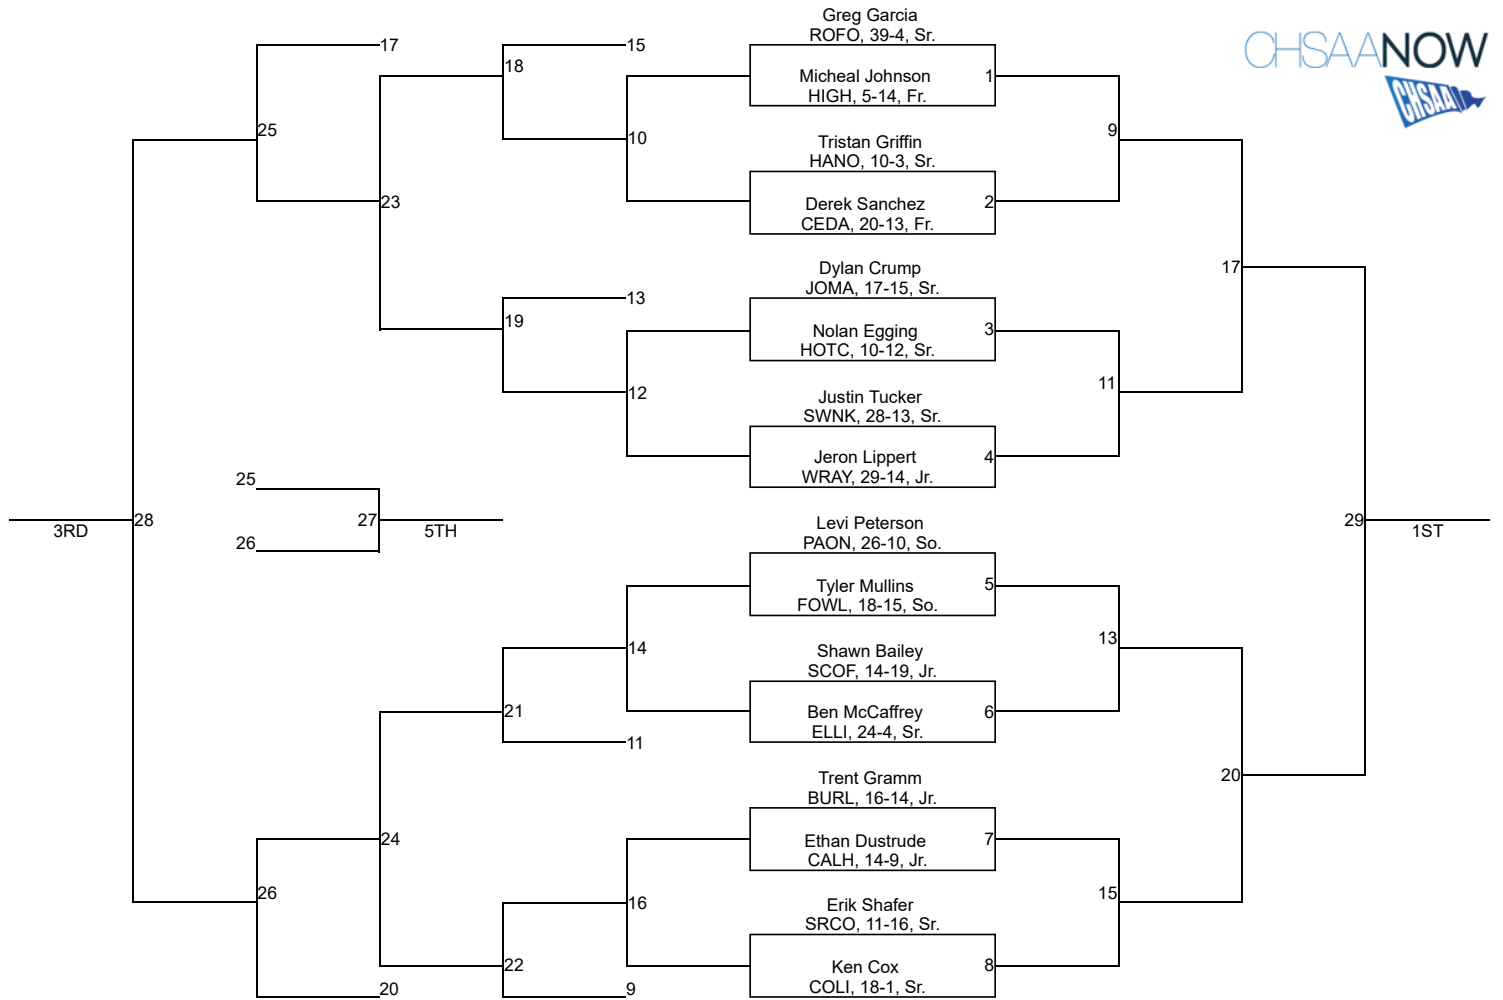 Greg Garcia
ROFO, 39-4, Sr.
CHSAANOW
CHSAA
17
15
18
Micheal Johnson
1
HIGH, 5-14, Fr.
25
10
Tristan Griffin
9
HANO, 10-3, Sr.
23
Derek Sanchez
2
CEDA, 20-13, Fr.
Dylan Crump
17
JOMA, 17-15, Sr.
13
19
Nolan Egging
3
HOTC, 10-12, Sr.
12
11
Justin Tucker
SWNK, 28-13, Sr.
Jeron Lippert
4
WRAY, 29-14, Jr.
25
28
27
29
3RD
5TH
1ST
26
Levi Peterson
PAON, 26-10, So.
Tyler Mullins
5
FOWL, 18-15, So.
14
13
Shawn Bailey
SCOF, 14-19, Jr.
21
Ben McCaffrey
6
ELLI, 24-4, Sr.
11
20
Trent Gramm
BURL, 16-14, Jr.
24
Ethan Dustrude
7
CALH, 14-9, Jr.
26
16
15
Erik Shafer
SRCO, 11-16, Sr.
22
Ken Cox
8
COLI, 18-1, Sr.
20
9